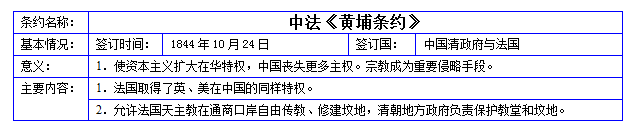 条约名称： 中法《黄埔条约》
基本情况： 签订时间： 1844 年 10 月 24 日 签订国： 中国清政府与法国
意义： 1．使资本主义扩大在华特权，中国丧失更多主权。宗教成为重要侵略手段。
主要内容： 1．法国取得了英、美在中国的同样特权。
2．允许法国天主教在通商口岸自由传教、修建坟地，清朝地方政府负责保护教堂和坟地。